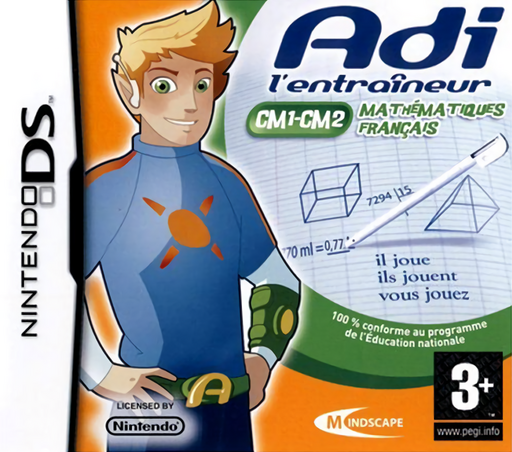 NINTENDO DS™
Adi
l'entraîneur
CM1-CM2
MATHÉMATIQUES
FRANÇAIS
7294 | 15
70 ml = 0,77
il joue
ils jouent
vous jouez
100 % conforme au programme
de l'Éducation nationale
A
LICENSED BY
Nintendo
MINDSCAPE
3+
www.pegi.info